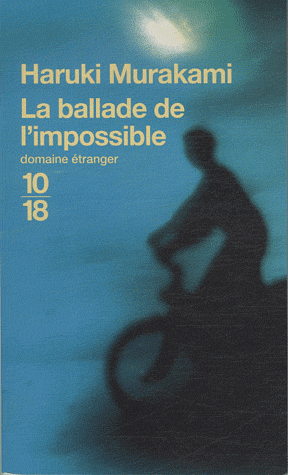 Haruki Murakami
La ballade de
l'impossible
domaine étranger
10
18